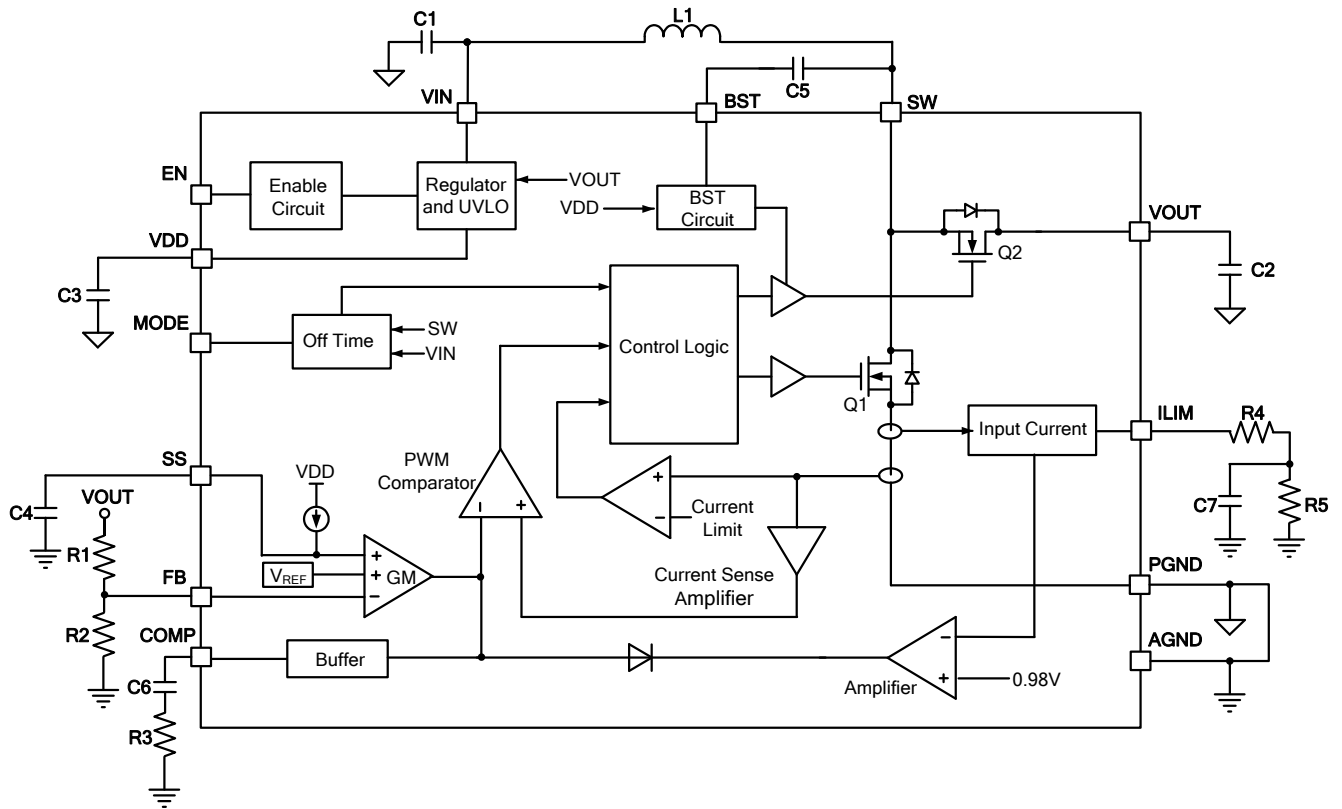 C1
L1
C5
VIN
BST
SW
EN
Enable
Circuit
Regulator
and UVLO
VOUT
VDD
BST
Circuit
VOUT
Q2
C2
VDD
C3
MODE
Off Time
SW
VIN
Control Logic
Q1
Input Current
ILIM
R4
C7
R5
SS
VDD
PWM
Comparator
+
−
Current
Limit
−
+
C4
VOUT
R1
FB
R2
VREF
+
+
−
GM
Current Sense
Amplifier
PGND
COMP
Buffer
AGND
C6
R3
Amplifier
−
+
0.98V